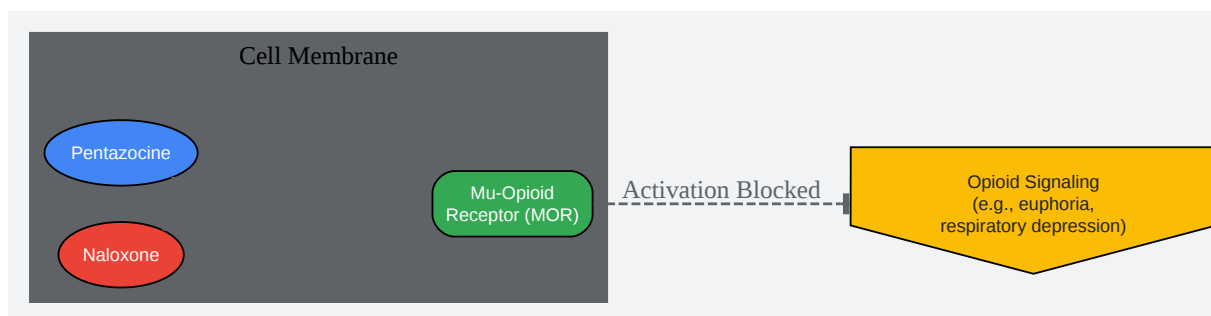 Cell Membrane
Pentazocine
Naloxone
Mu-Opioid
Receptor (MOR)
Activation Blocked
Opioid Signaling
(e.g., euphoria,
respiratory depression)